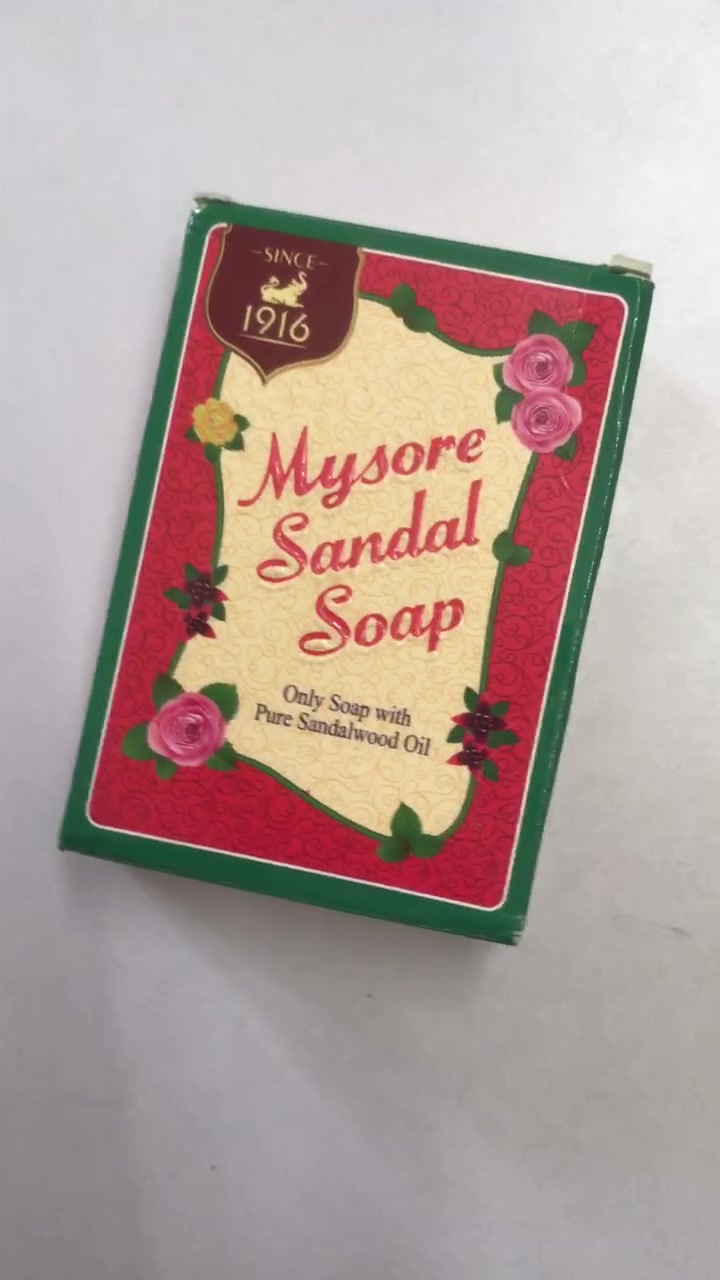 –SINCE–
1916
Mysore
Sandal
Soap
Only Soap with
Pure Sandalwood Oil